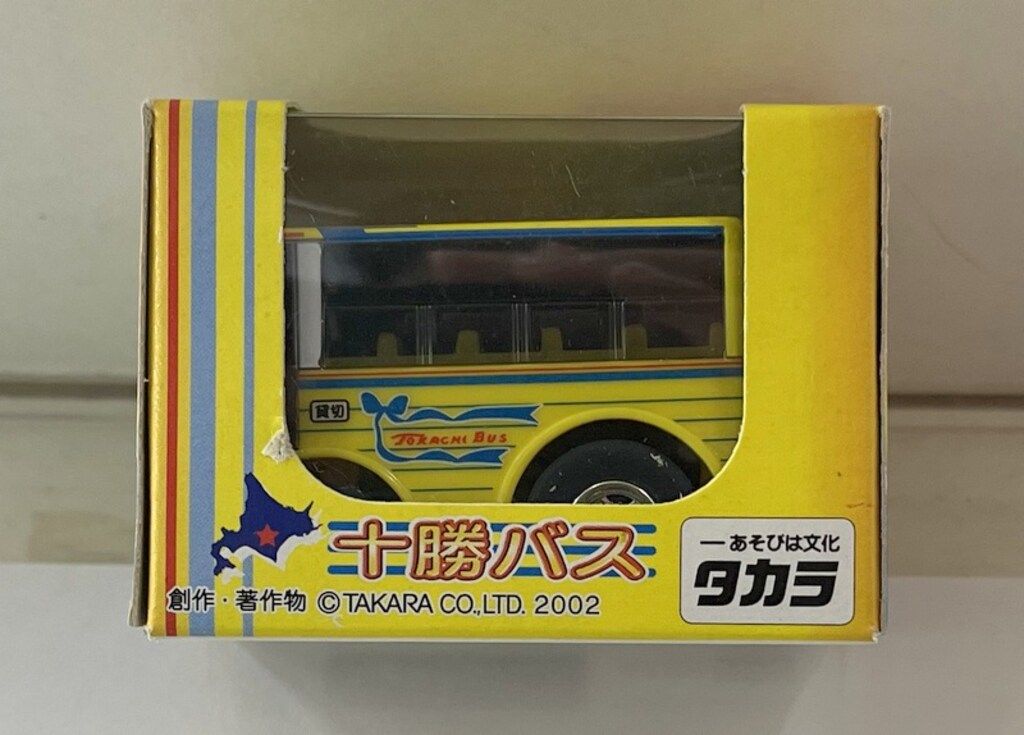 貸切
TOKACHI BUS
十勝バス
創作・著作物 ©TAKARA CO.,LTD. 2002
ーあそびは文化
タカラ